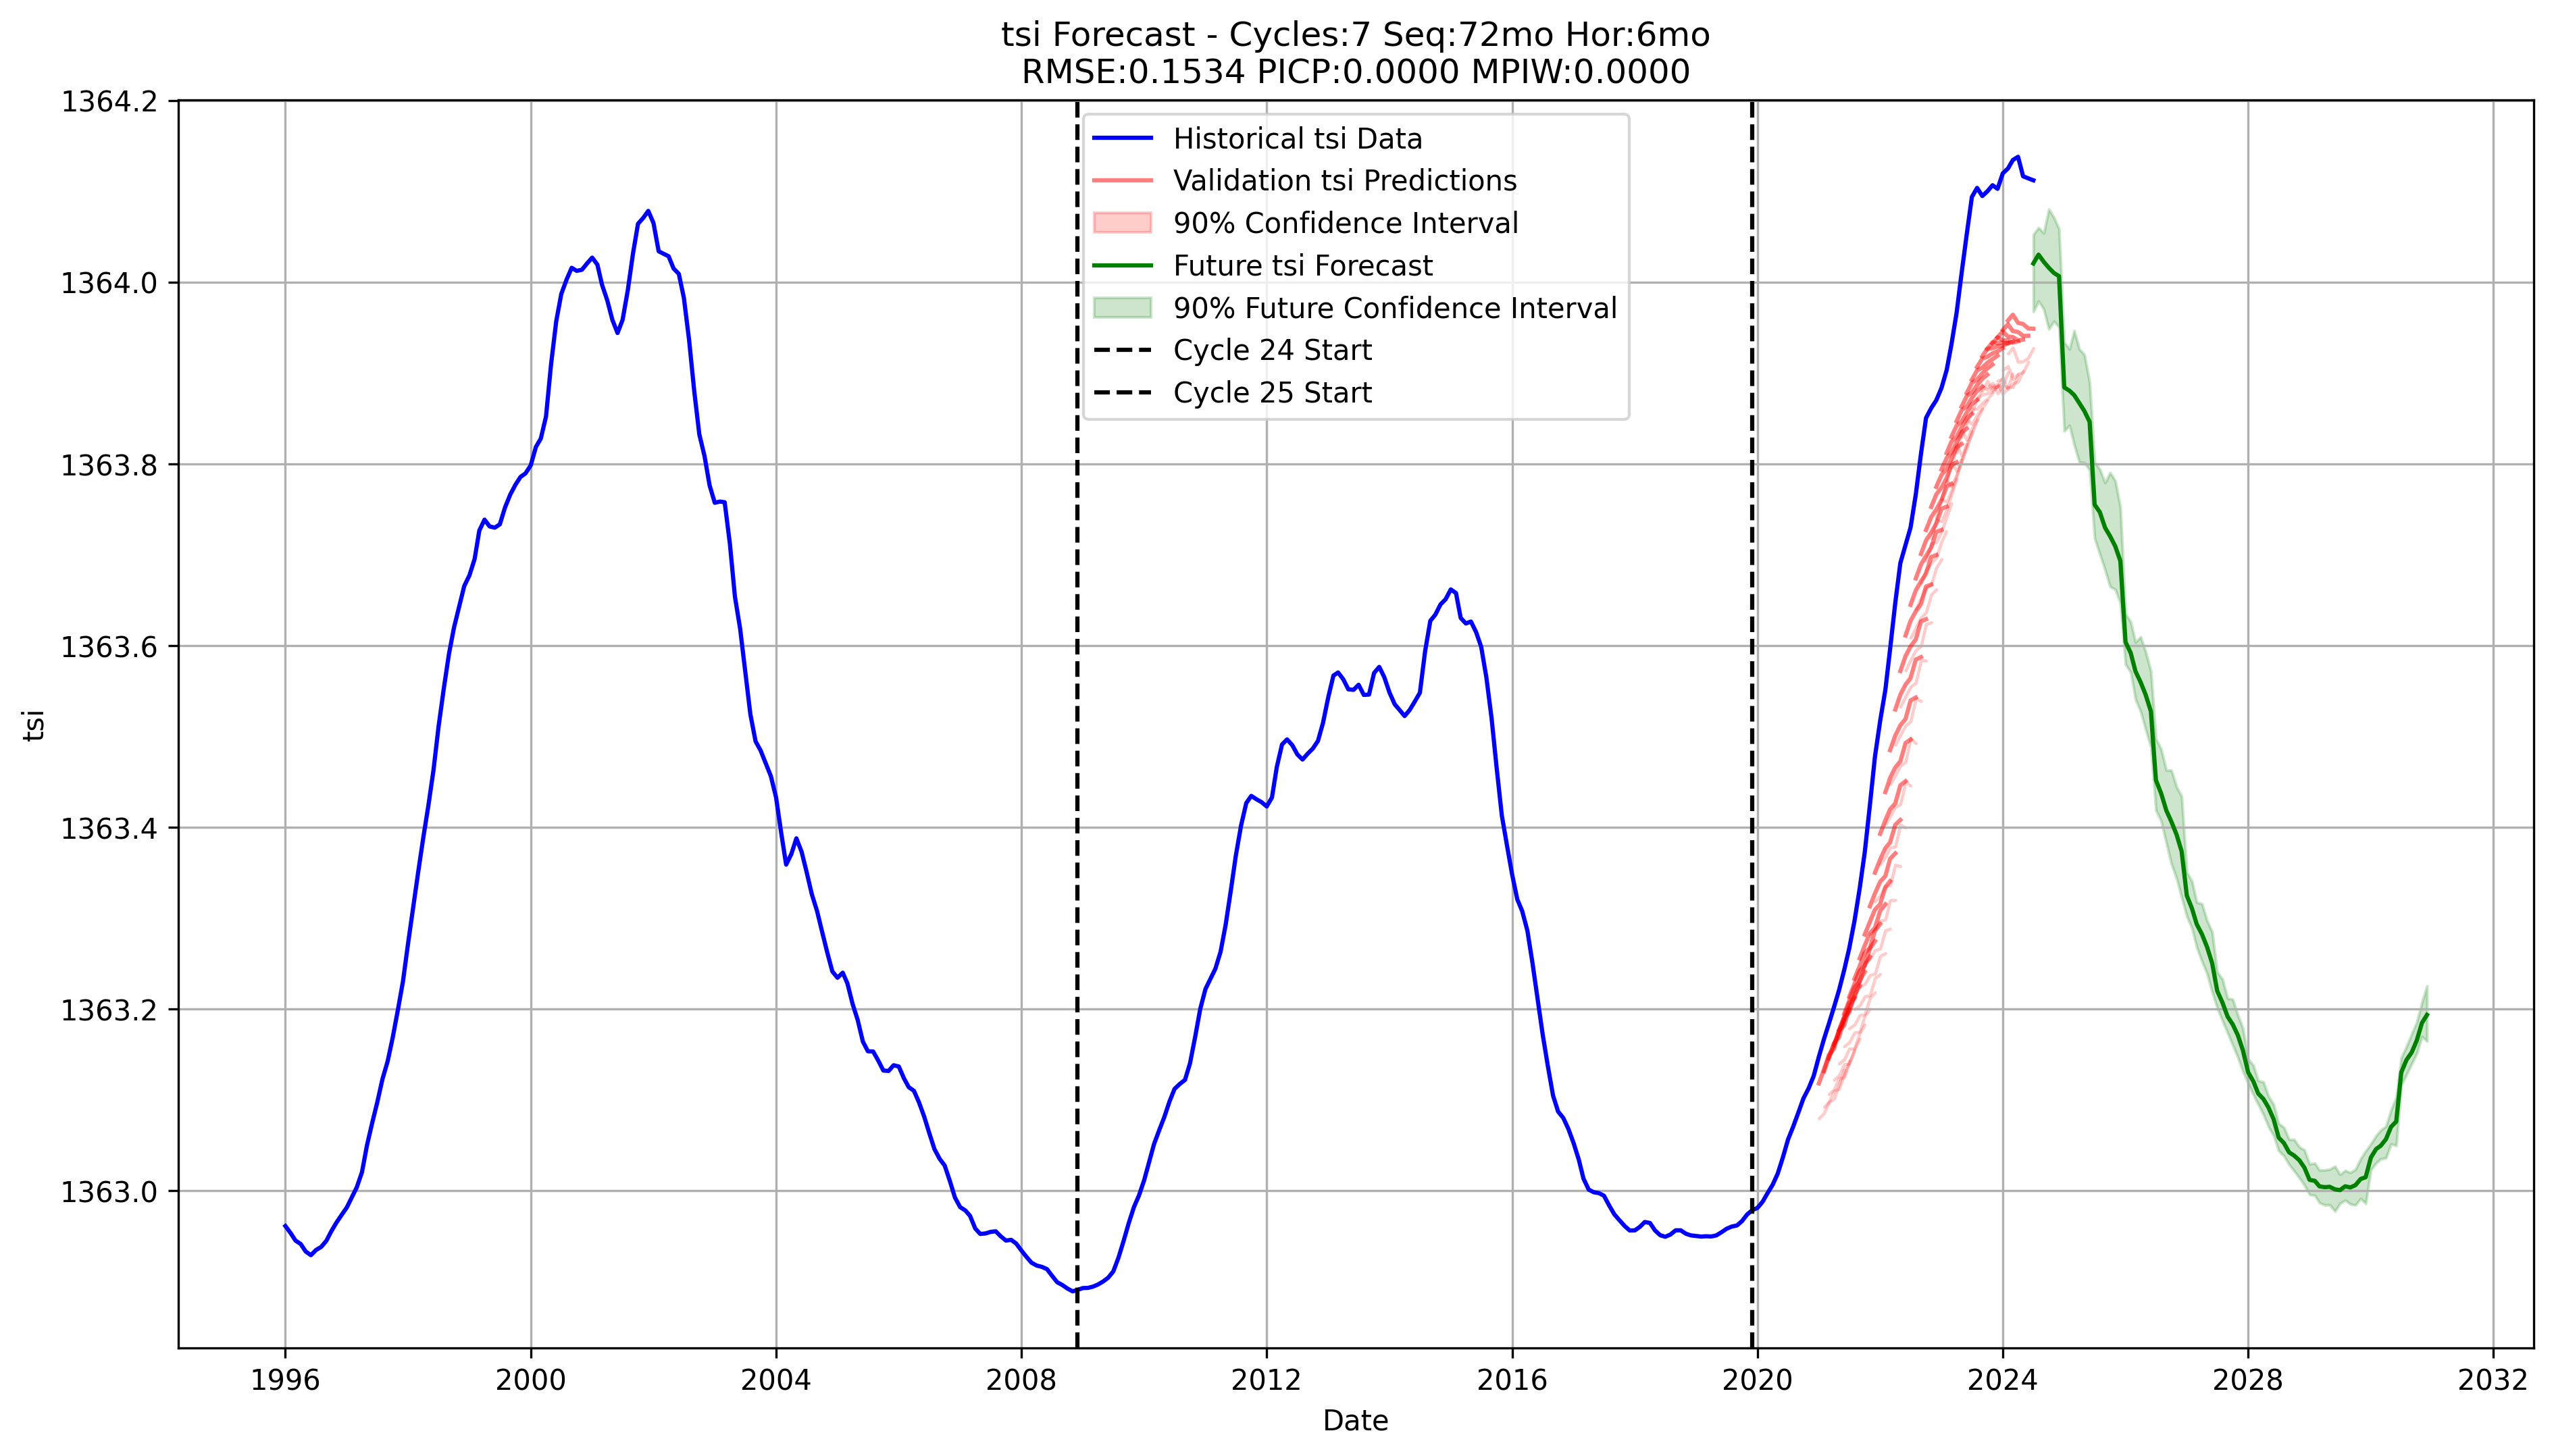 tsi Forecast - Cycles:7 Seq:72mo Hor:6mo
RMSE:0.1534 PICP:0.0000 MPIW:0.0000
1364.2
1364.0
1363.8
1363.6
1363.4
1363.2
1363.0
tsi
Historical tsi Data
Validation tsi Predictions
90% Confidence Interval
Future tsi Forecast
90% Future Confidence Interval
Cycle 24 Start
Cycle 25 Start
1996 2000 2004 2008 2012 2016 2020 2024 2028 2032
Date